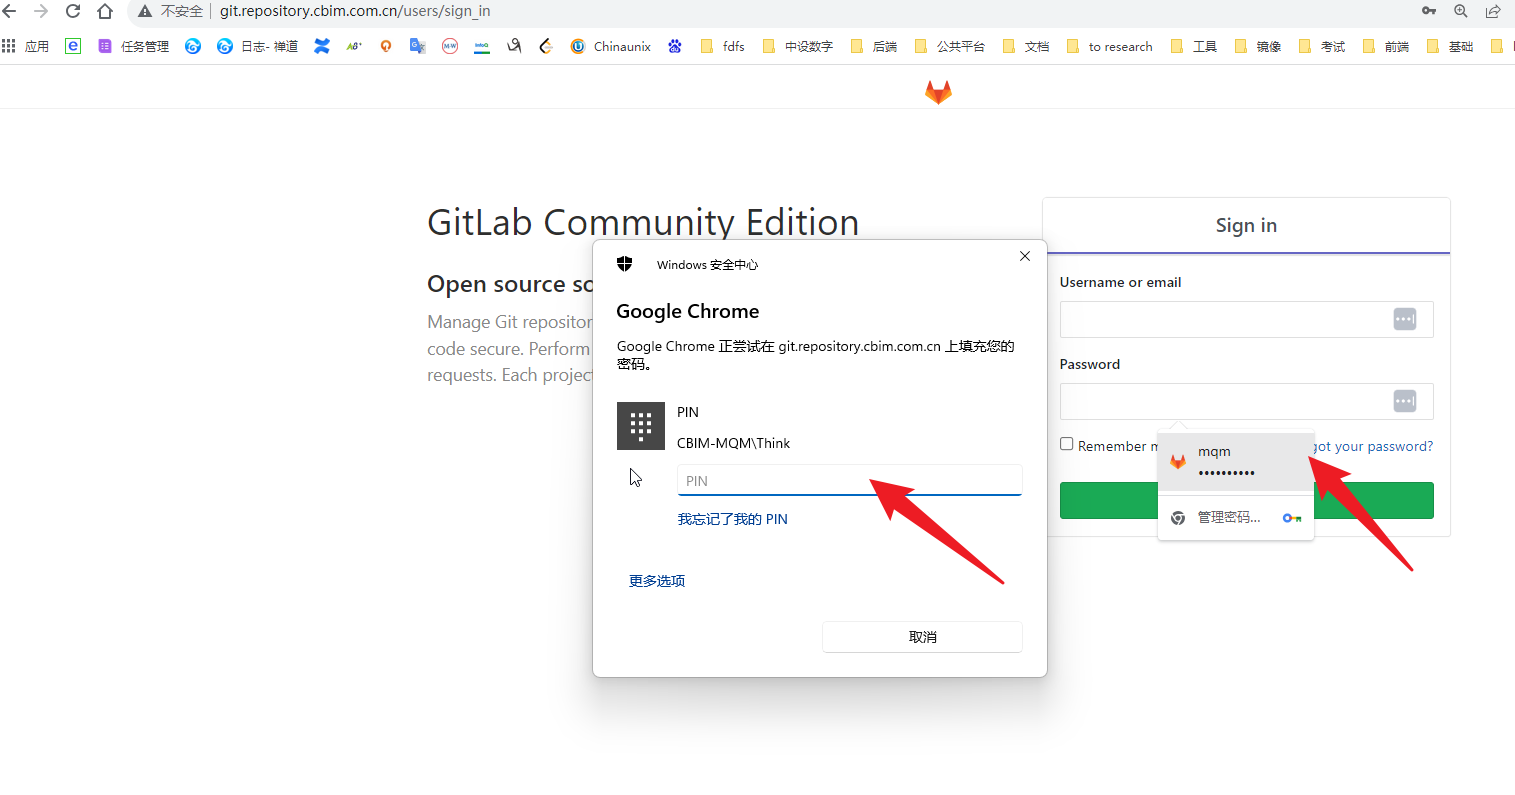 不安全 git.repository.cbim.com.cn/users/sign_in
应用 任务管理 日志- 禅道 Chinaunix fdfs 中设数字 后端 公共平台 文档 to research 工具 镜像 考试 前端 基础
GitLab Community Edition
Open source so
Manage Git repositor
code secure. Perform
requests. Each project
Windows 安全中心
Google Chrome
Google Chrome 正尝试在 git.repository.cbim.com.cn 上填充您的
密码。
PIN
CBIM-MQM\Think
PIN
我忘记了我的 PIN
更多选项
取消
Sign in
Username or email
Password
Remember m
got your password?
mqm
••••••••••
管理密码...